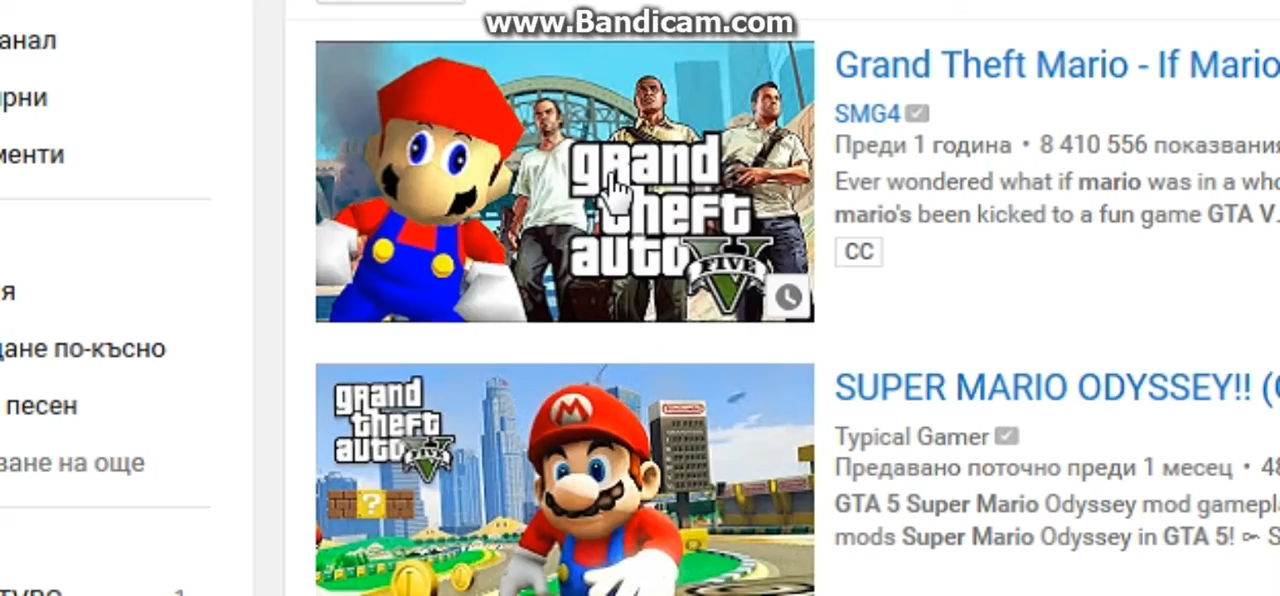 www.Bandicam.com
анал
рни
менти
я
дане по-късно
песен
ване на още
1
grand
theft
auto
FIVE
V
Grand Theft Mario - If Mario
SMG4
Преди 1 година • 8 410 556 показвания
Ever wondered what if mario was in a who
mario's been kicked to a fun game GTA V
CC
grand
theft
auto
V
M
?
SUPER MARIO ODYSSEY!! (
Typical Gamer
Предавано поточно преди 1 месец • 48
GTA 5 Super Mario Odyssey mod gamepl
mods Super Mario Odyssey in GTA 5!